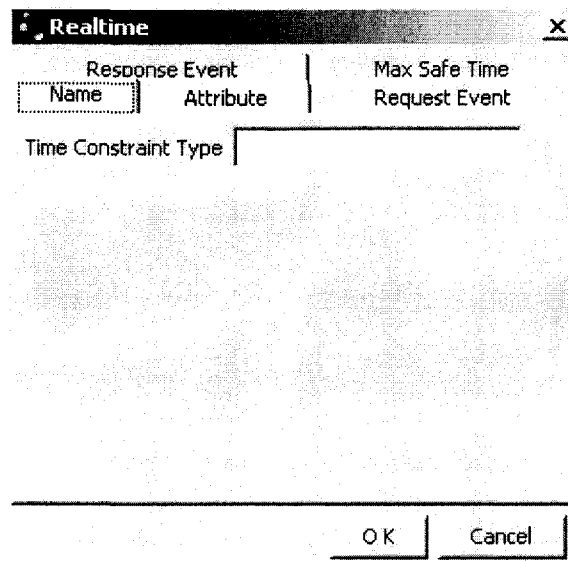 Realtime
Response Event Max Safe Time
Name Attribute Request Event
Time Constraint Type
OK Cancel